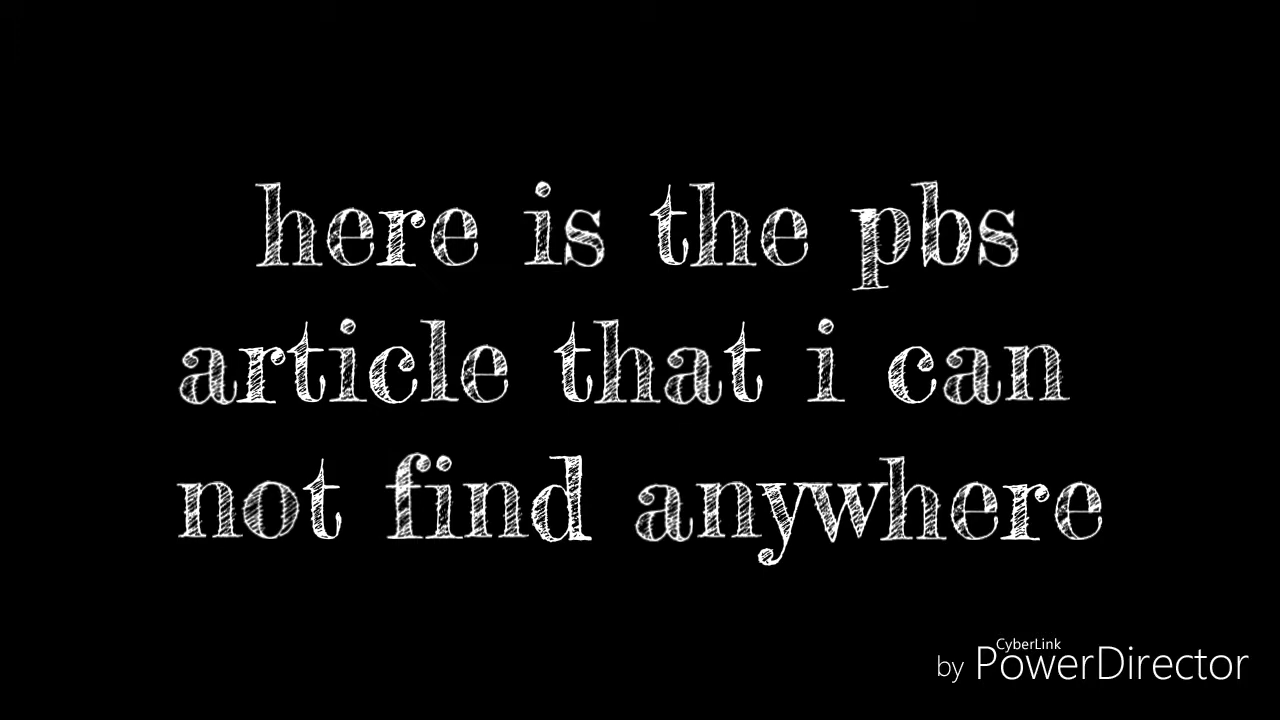 here is the pbs
article that i can
not find anywhere
CyberLink
by PowerDirector